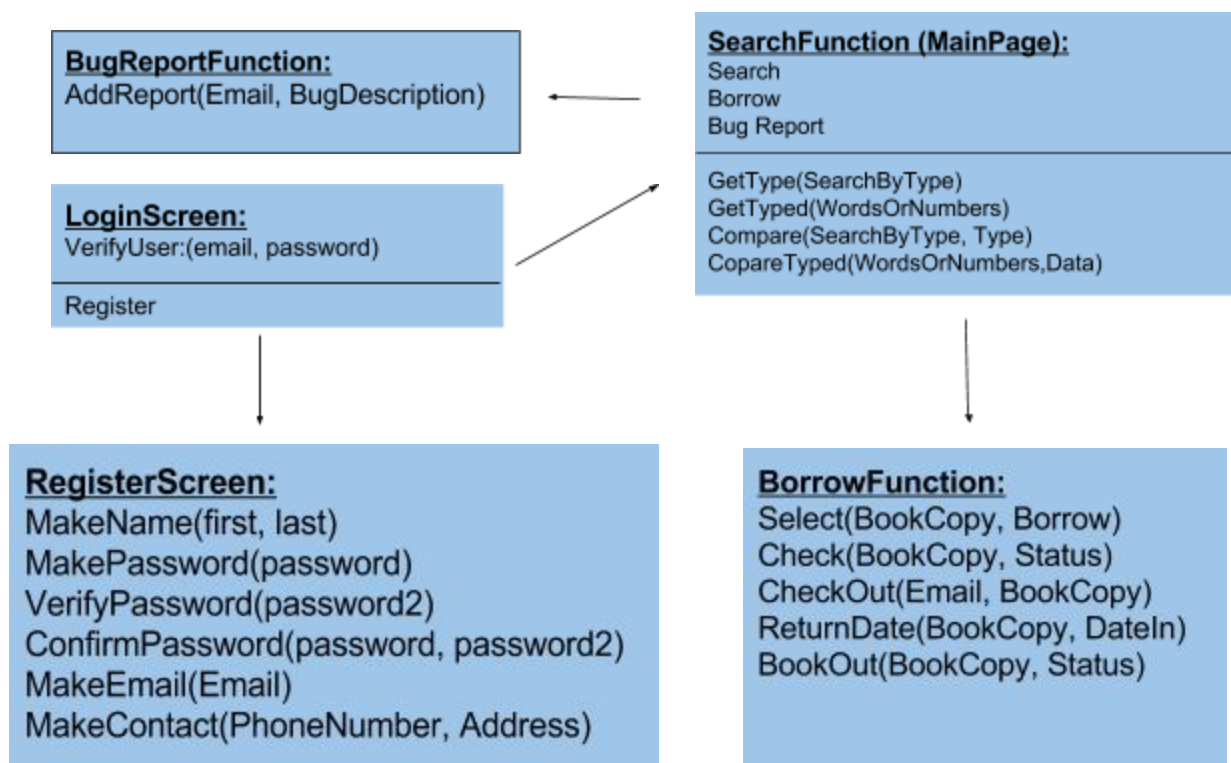 BugReportFunction:
AddReport(Email, BugDescription)
SearchFunction (MainPage):
Search
Borrow
Bug Report
GetType(SearchByType)
GetTyped(WordsOrNumbers)
Compare(SearchByType, Type)
CopareTyped(WordsOrNumbers,Data)
LoginScreen:
VerifyUser:(email, password)
Register
RegisterScreen:
MakeName(first, last)
MakePassword(password)
VerifyPassword(password2)
ConfirmPassword(password, password2)
MakeEmail(Email)
MakeContact(PhoneNumber, Address)
BorrowFunction:
Select(BookCopy, Borrow)
Check(BookCopy, Status)
CheckOut(Email, BookCopy)
ReturnDate(BookCopy, DateIn)
BookOut(BookCopy, Status)